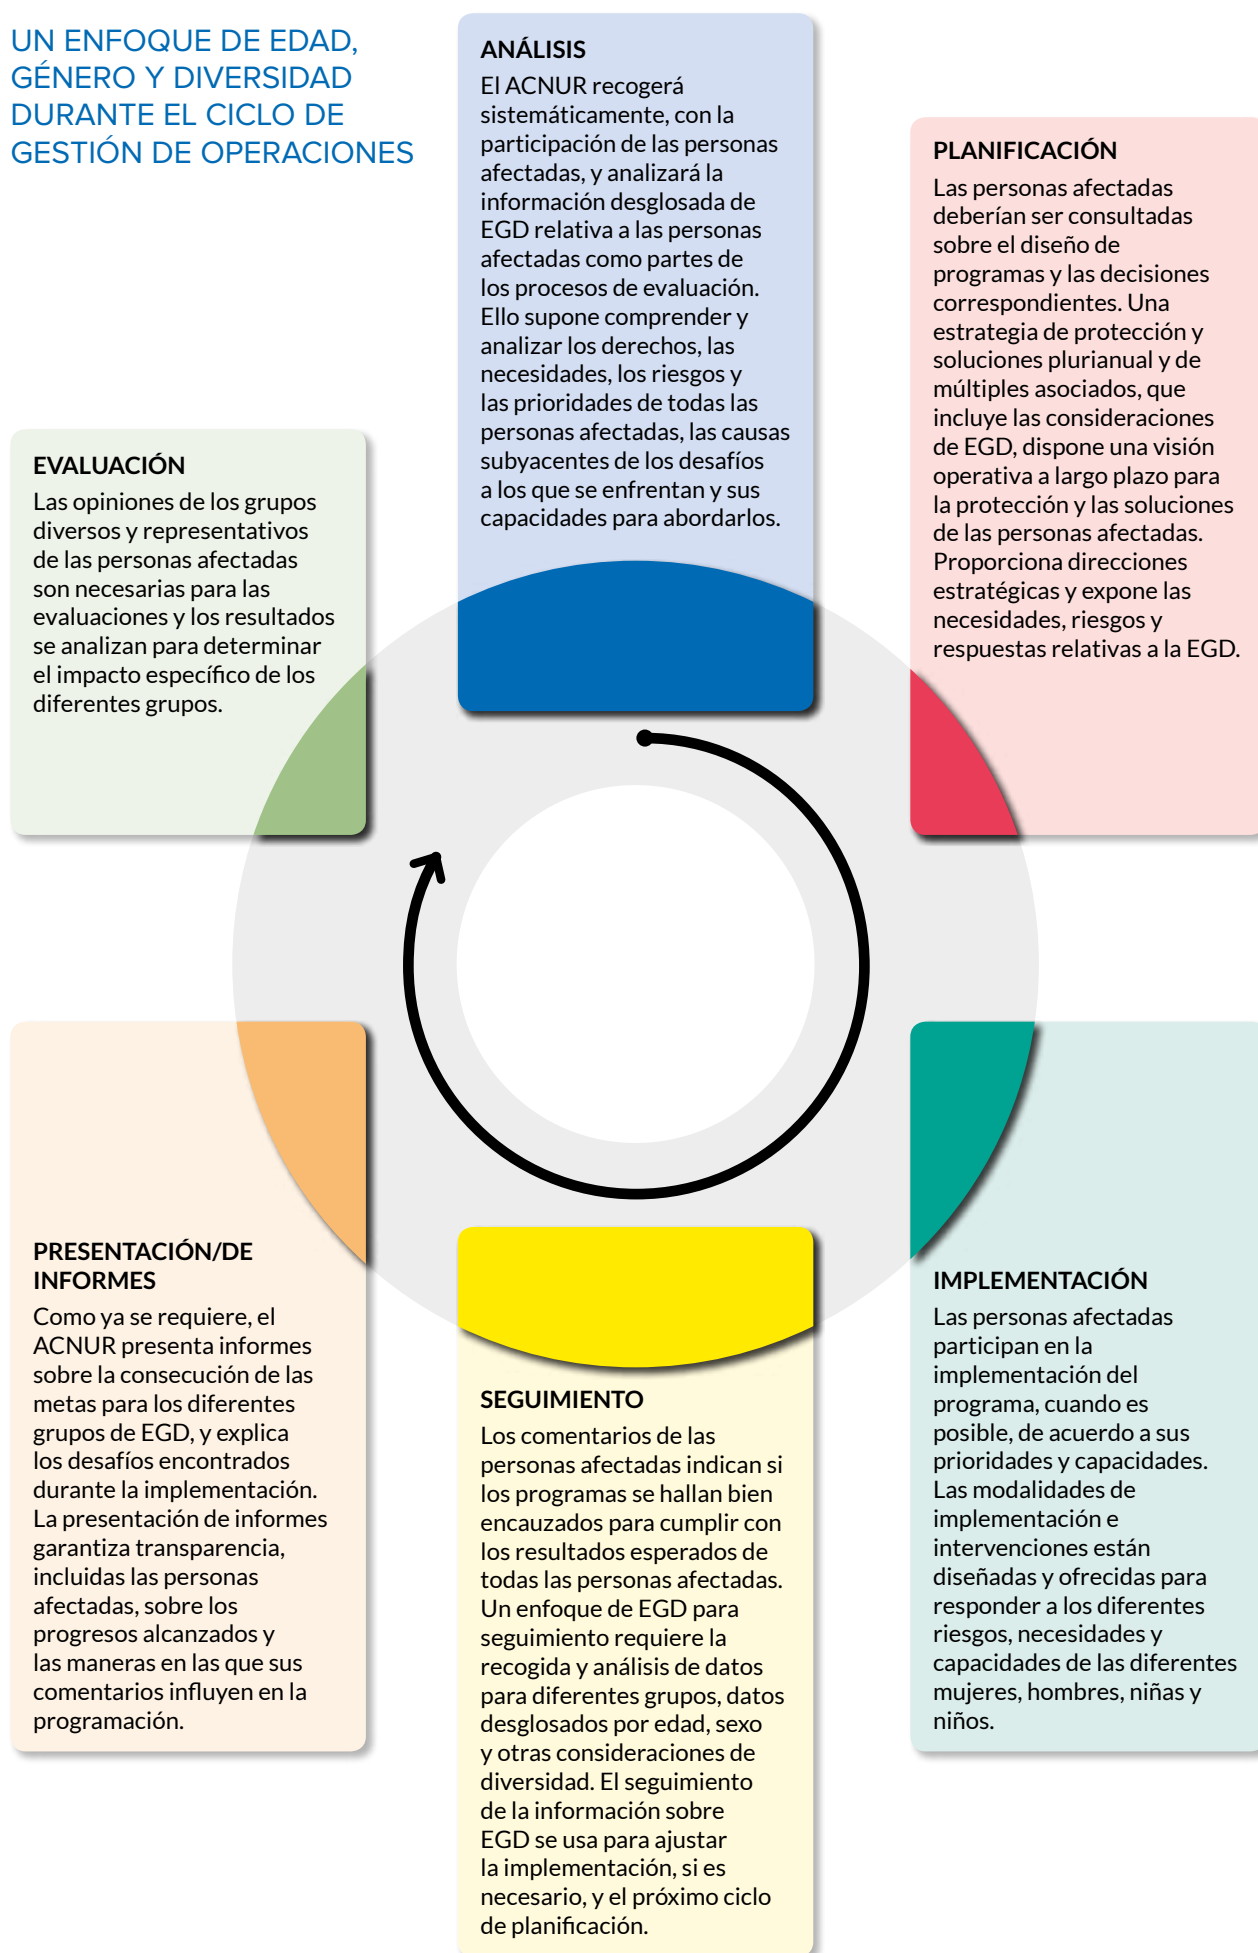 UN ENFOQUE DE EDAD,
GÉNERO Y DIVERSIDAD
DURANTE EL CICLO DE
GESTIÓN DE OPERACIONES
ANÁLISIS
El ACNUR recogerá
sistemáticamente, con la
participación de las personas
afectadas, y analizará la
información desglosada de
EGD relativa a las personas
afectadas como partes de
los procesos de evaluación.
Ello supone comprender y
analizar los derechos, las
necesidades, los riesgos y
las prioridades de todas las
personas afectadas, las causas
subyacentes de los desafíos
a los que se enfrentan y sus
capacidades para abordarlos.
PLANIFICACIÓN
Las personas afectadas
deberían ser consultadas
sobre el diseño de
programas y las decisiones
correspondientes. Una
estrategia de protección y
soluciones plurianual y de
múltiples asociados, que
incluye las consideraciones
de EGD, dispone una visión
operativa a largo plazo para
la protección y las soluciones
de las personas afectadas.
Proporciona direcciones
estratégicas y expone las
necesidades, riesgos y
respuestas relativas a la EGD.
IMPLEMENTACIÓN
Las personas afectadas
participan en la
implementación del
programa, cuando es
posible, de acuerdo a sus
prioridades y capacidades.
Las modalidades de
implementación e
intervenciones están
diseñadas y ofrecidas para
responder a los diferentes
riesgos, necesidades y
capacidades de las diferentes
mujeres, hombres, niñas y
niños.
SEGUIMIENTO
Los comentarios de las
personas afectadas indican si
los programas se hallan bien
encauzados para cumplir con
los resultados esperados de
todas las personas afectadas.
Un enfoque de EGD para
seguimiento requiere la
recogida y análisis de datos
para diferentes grupos, datos
desglosados por edad, sexo
y otras consideraciones de
diversidad. El seguimiento
de la información sobre
EGD se usa para ajustar
la implementación, si es
necesario, y el próximo ciclo
de planificación.
PRESENTACIÓN/DE
INFORMES
Como ya se requiere, el
ACNUR presenta informes
sobre la consecución de las
metas para los diferentes
grupos de EGD, y explica
los desafíos encontrados
durante la implementación.
La presentación de informes
garantiza transparencia,
incluidas las personas
afectadas, sobre los
progresos alcanzados y
las maneras en las que sus
comentarios influyen en la
programación.
EVALUACIÓN
Las opiniones de los grupos
diversos y representativos
de las personas afectadas
son necesarias para las
evaluaciones y los resultados
se analizan para determinar
el impacto específico de los
diferentes grupos.